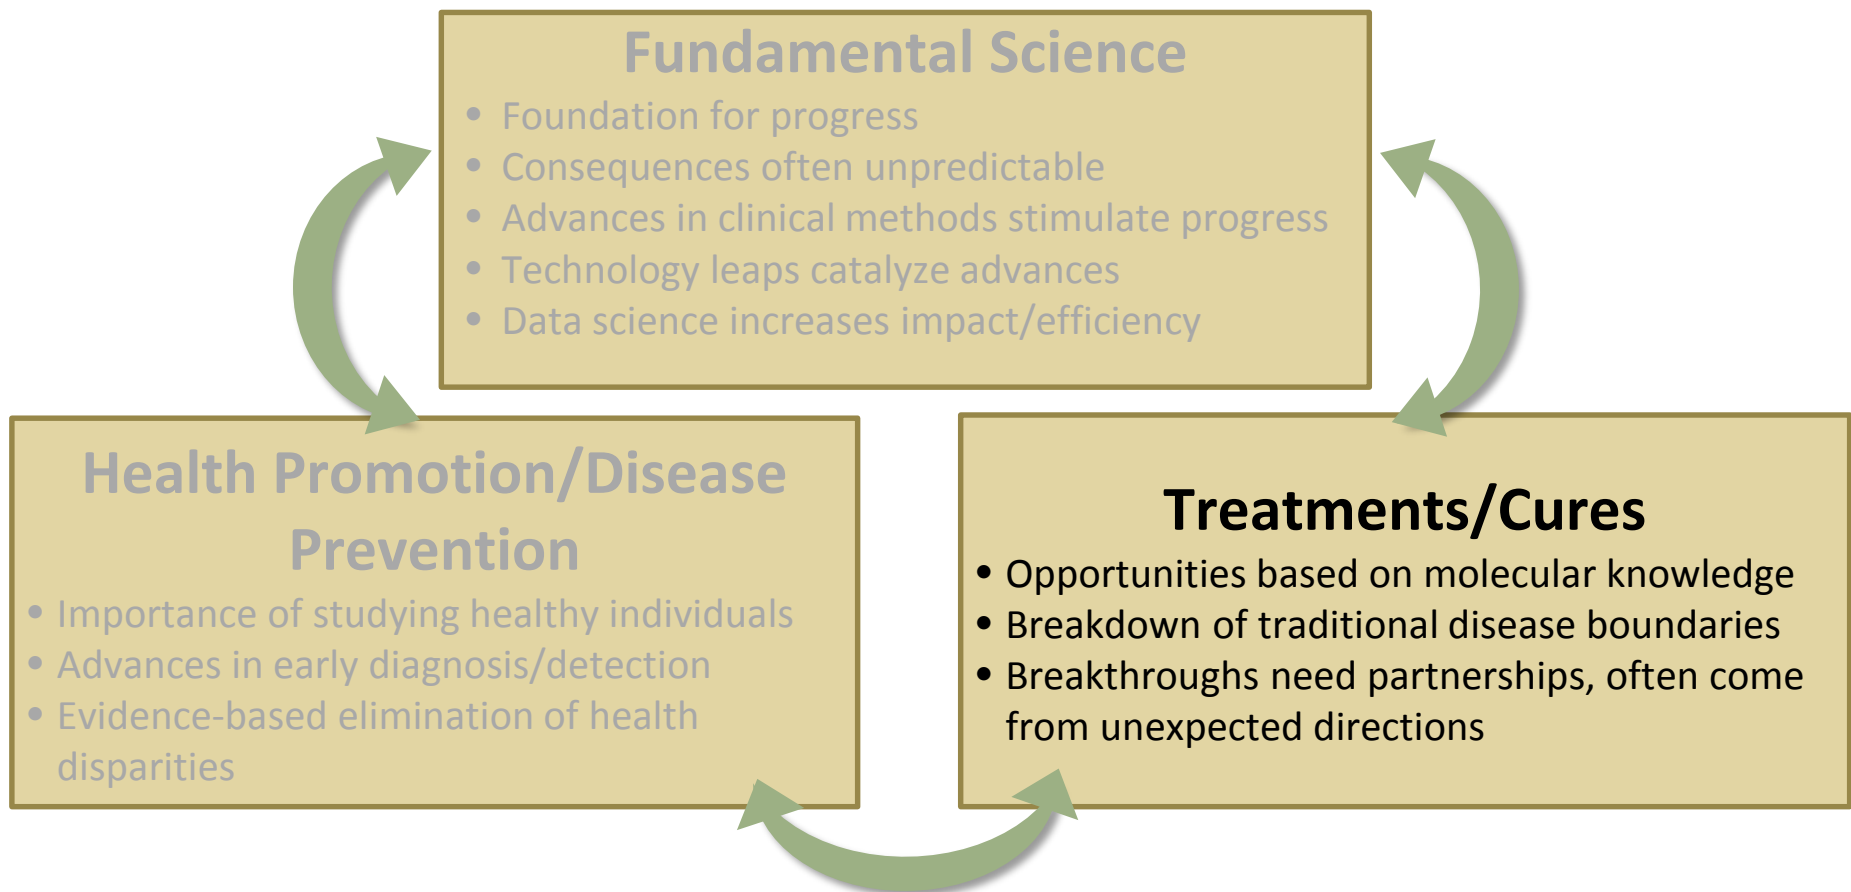 Fundamental Science
• Foundation for progress
• Consequences often unpredictable
• Advances in clinical methods stimulate progress
• Technology leaps catalyze advances
• Data science increases impact/efficiency
Health Promotion/Disease
Prevention
• Importance of studying healthy individuals
• Advances in early diagnosis/detection
• Evidence-based elimination of health
disparities
Treatments/Cures
• Opportunities based on molecular knowledge
• Breakdown of traditional disease boundaries
• Breakthroughs need partnerships, often come
from unexpected directions